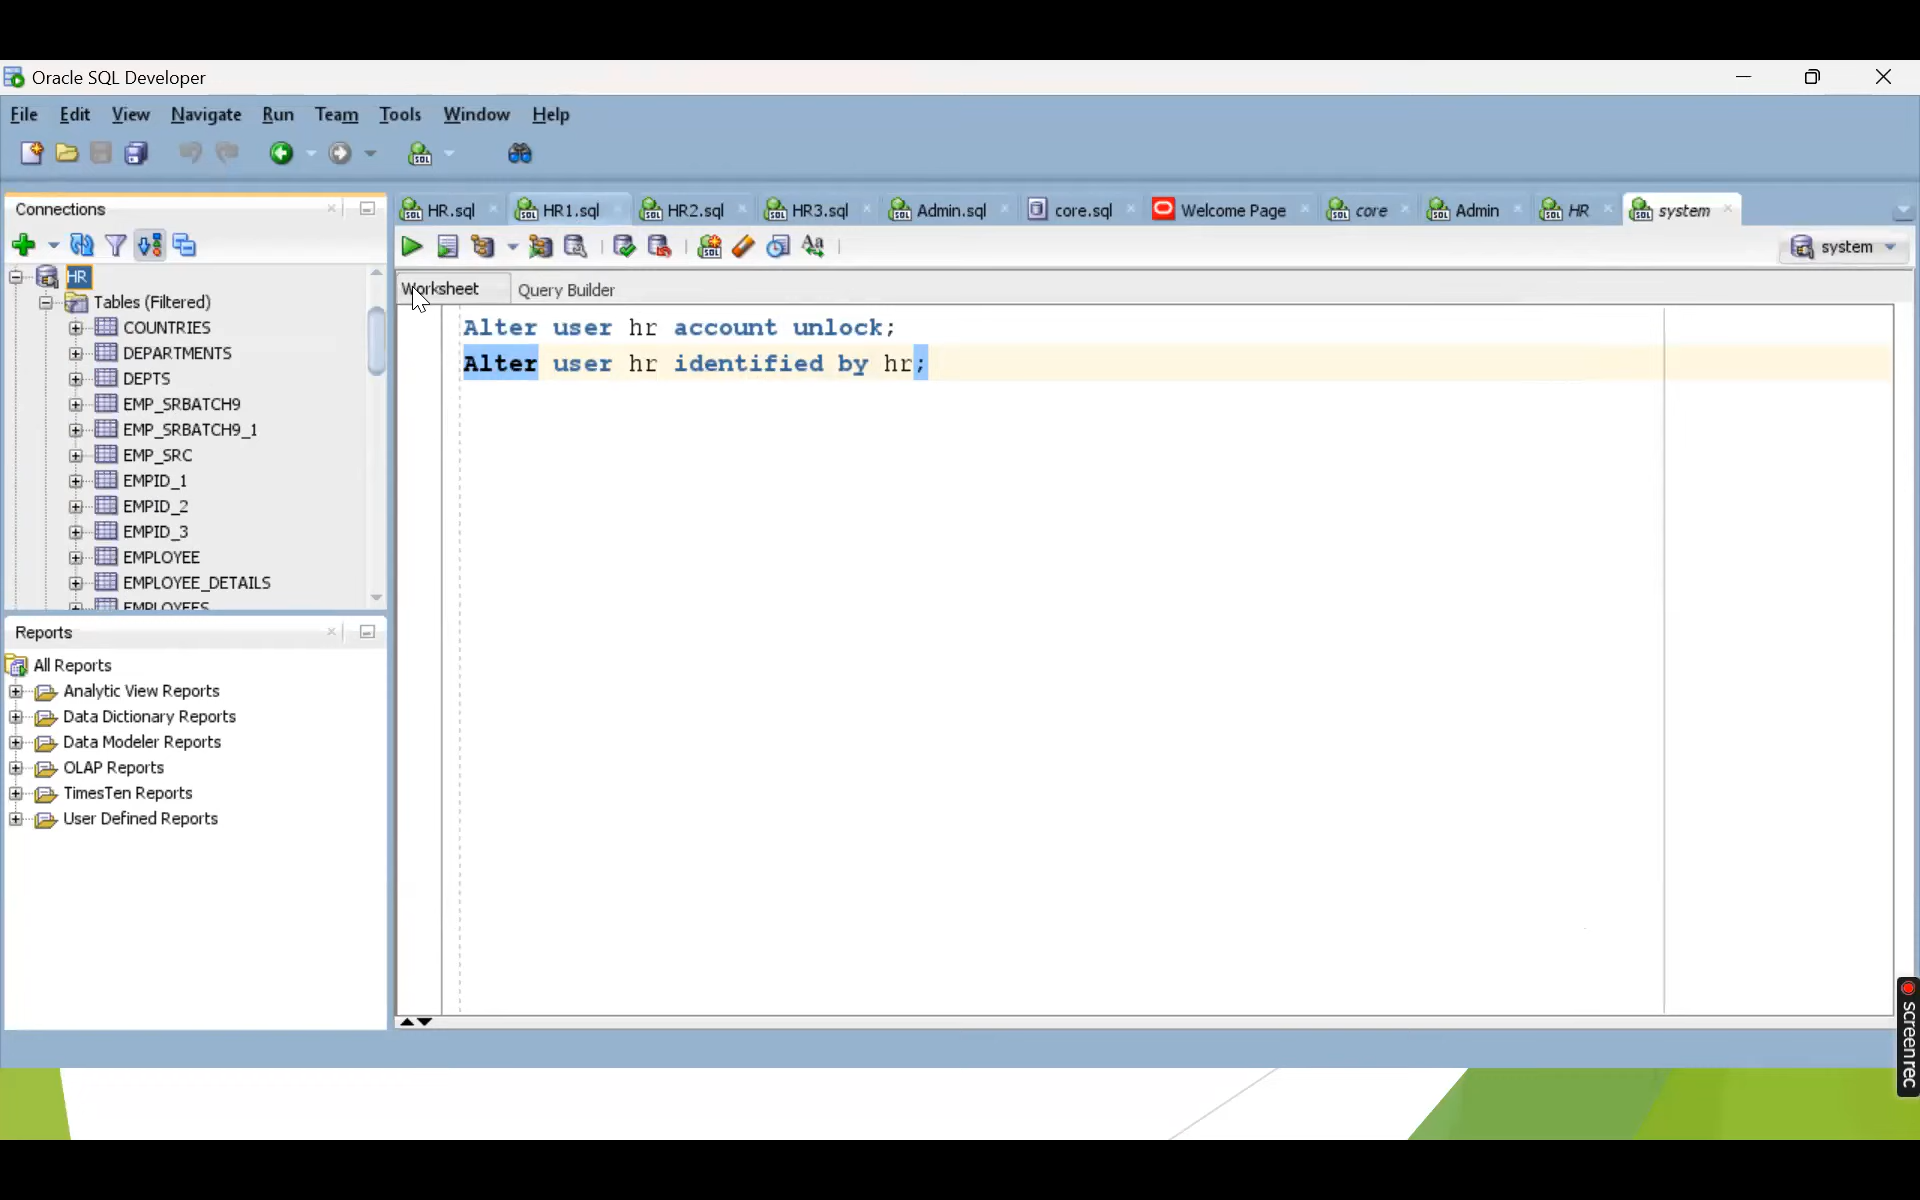 Oracle SQL Developer
File Edit View Navigate Run Team Tools Window Help
Connections
HR
Tables (Filtered)
COUNTRIES
DEPARTMENTS
DEPTS
EMP_SRBATCH9
EMP_SRBATCH9_1
EMP_SRC
EMPID_1
EMPID_2
EMPID_3
EMPLOYEE
EMPLOYEE_DETAILS
EMPLOYEES
Reports
All Reports
Analytic View Reports
Data Dictionary Reports
Data Modeler Reports
OLAP Reports
TimesTen Reports
User Defined Reports
HR.sql HR1.sql HR2.sql HR3.sql Admin.sql core.sql Welcome Page core Admin HR system
system
Worksheet Query Builder
Alter user hr account unlock;
Alter user hr identified by hr;
screenrec